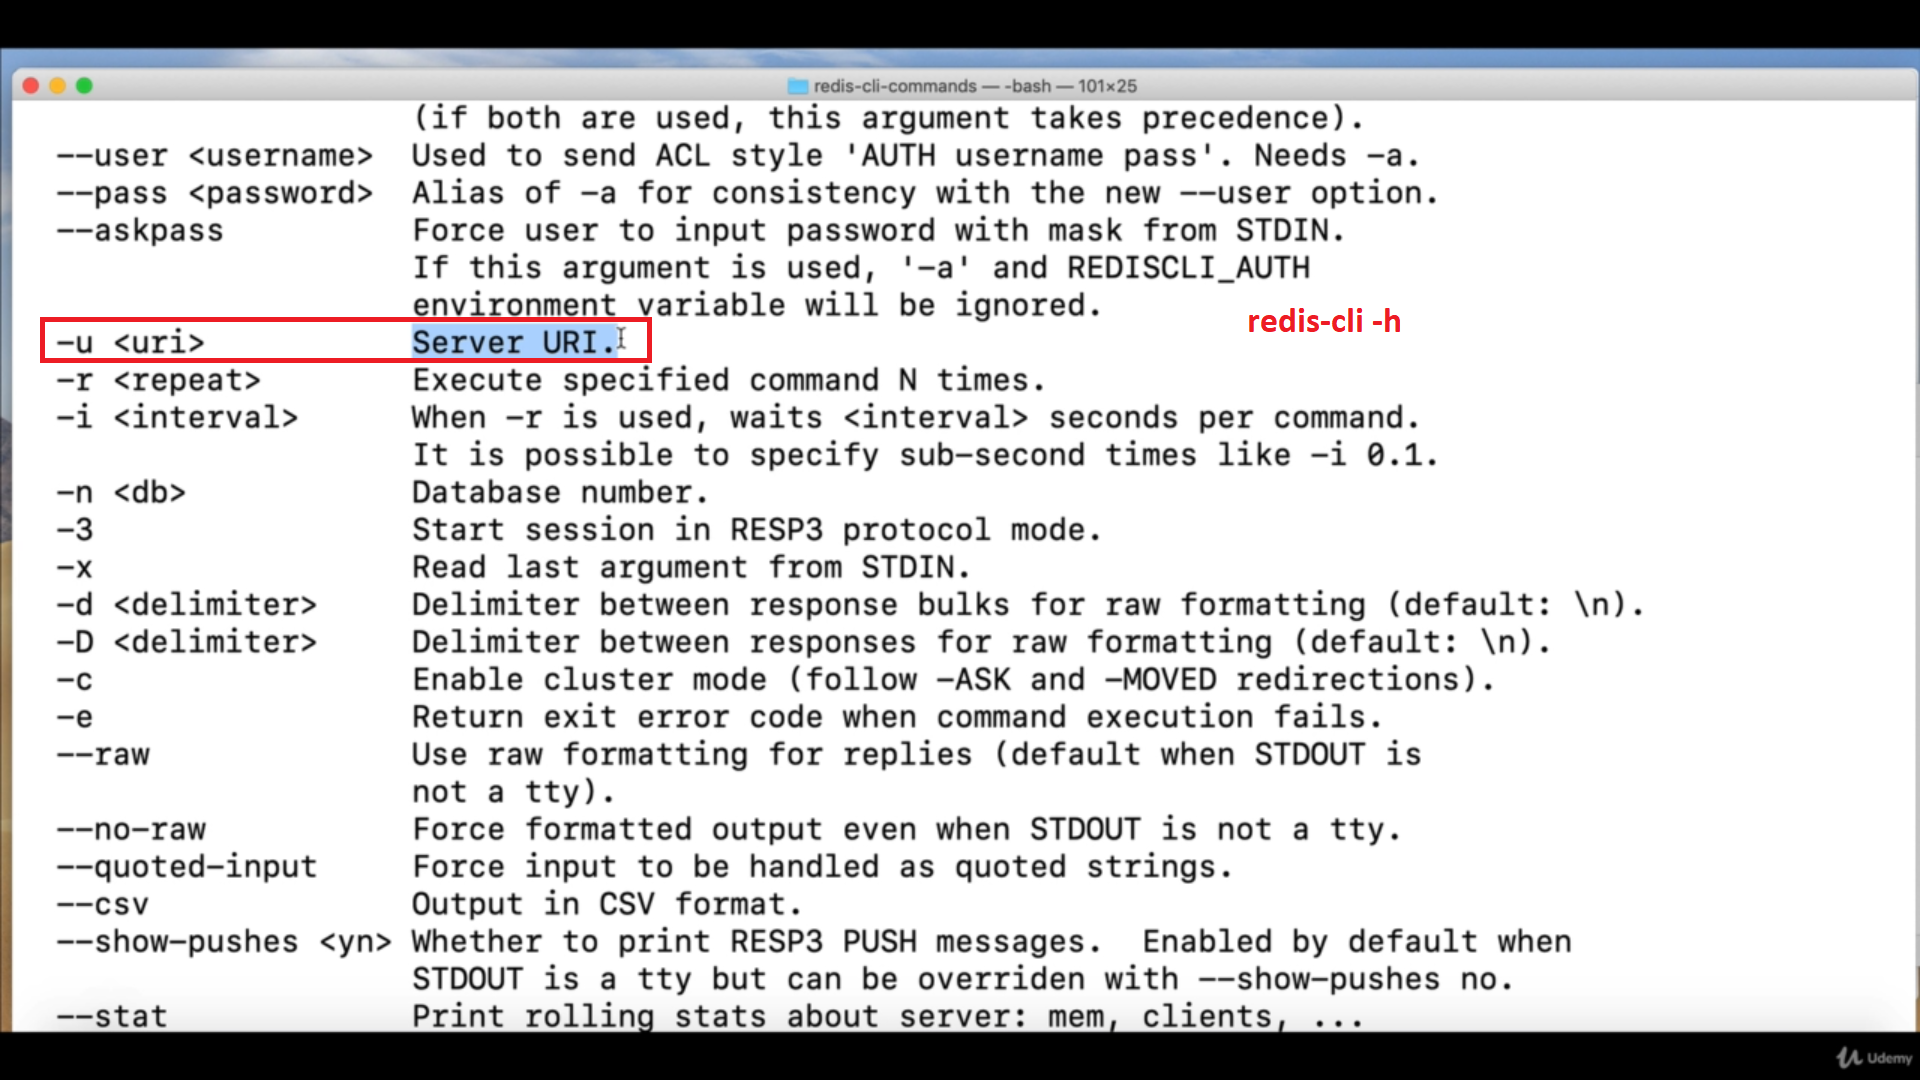 redis-cli-commands — -bash — 101×25
(if both are used, this argument takes precedence).
--user <username> Used to send ACL style 'AUTH username pass'. Needs -a.
--pass <password> Alias of -a for consistency with the new --user option.
--askpass Force user to input password with mask from STDIN.
If this argument is used, '-a' and REDISCLI_AUTH
environment variable will be ignored.
redis-cli -h
-u <uri> Server URI.
-r <repeat> Execute specified command N times.
-i <interval> When -r is used, waits <interval> seconds per command.
It is possible to specify sub-second times like -i 0.1.
-n <db> Database number.
-3 Start session in RESP3 protocol mode.
-x Read last argument from STDIN.
-d <delimiter> Delimiter between response bulks for raw formatting (default: \n).
-D <delimiter> Delimiter between responses for raw formatting (default: \n).
-c Enable cluster mode (follow -ASK and -MOVED redirections).
-e Return exit error code when command execution fails.
--raw Use raw formatting for replies (default when STDOUT is
not a tty).
--no-raw Force formatted output even when STDOUT is not a tty.
--quoted-input Force input to be handled as quoted strings.
--csv Output in CSV format.
--show-pushes <yn> Whether to print RESP3 PUSH messages. Enabled by default when
STDOUT is a tty but can be overriden with --show-pushes no.
--stat Print rolling stats about server: mem, clients, ...
Udemy